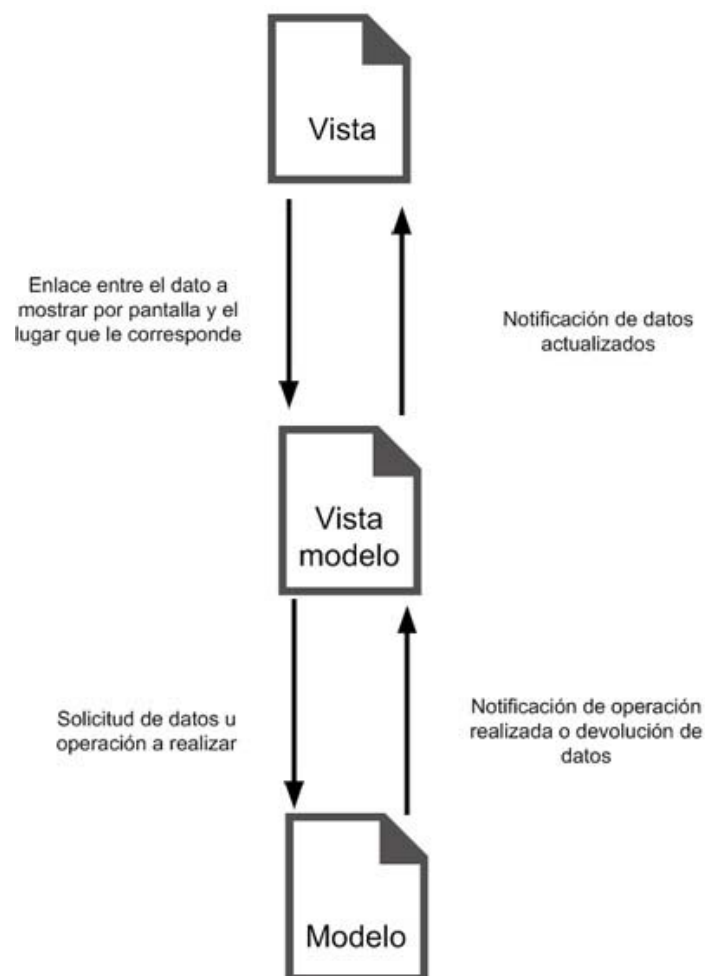 Vista
Enlace entre el dato a
mostrar por pantalla y el
lugar que le corresponde
Notificación de datos
actualizados
Vista
modelo
Solicitud de datos u
operación a realizar
Notificación de operación
realizada o devolución de
datos
Modelo